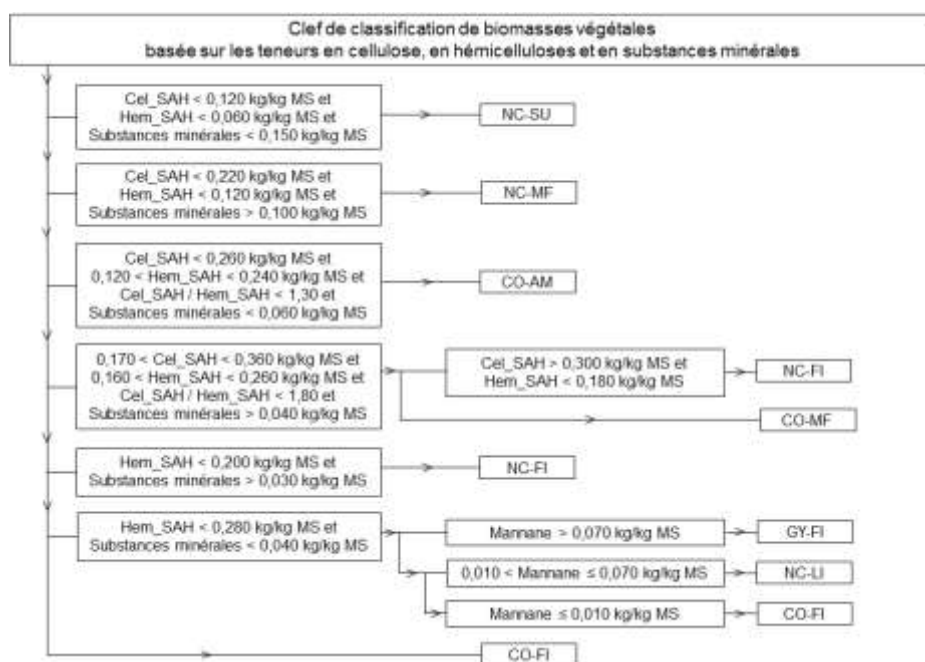 Clef de classification de biomasses végétales
basée sur les teneurs en cellulose, en hémicelluloses et en substances minérales
Cel_SAH < 0,120 kg/kg MS et
Hem_SAH < 0,060 kg/kg MS et
Substances minérales < 0,150 kg/kg MS
NC-SU
Cel_SAH < 0,220 kg/kg MS et
Hem_SAH < 0,120 kg/kg MS et
Substances minérales > 0,100 kg/kg MS
NC-MF
Cel_SAH < 0,260 kg/kg MS et
0,120 < Hem_SAH < 0,240 kg/kg MS et
Cel_SAH / Hem_SAH < 1,30 et
Substances minérales < 0,060 kg/kg MS
CO-AM
0,170 < Cel_SAH < 0,360 kg/kg MS et
0,160 < Hem_SAH < 0,260 kg/kg MS et
Cel_SAH / Hem_SAH < 1,80 et
Substances minérales > 0,040 kg/kg MS
Cel_SAH > 0,300 kg/kg MS et
Hem_SAH < 0,180 kg/kg MS
NC-FI
CO-MF
Hem_SAH < 0,200 kg/kg MS et
Substances minérales > 0,030 kg/kg MS
NC-FI
Hem_SAH < 0,280 kg/kg MS et
Substances minérales < 0,040 kg/kg MS
Mannane > 0,070 kg/kg MS
GY-FI
0,010 < Mannane ≤ 0,070 kg/kg MS
NC-LI
Mannane ≤ 0,010 kg/kg MS
CO-FI
CO-FI